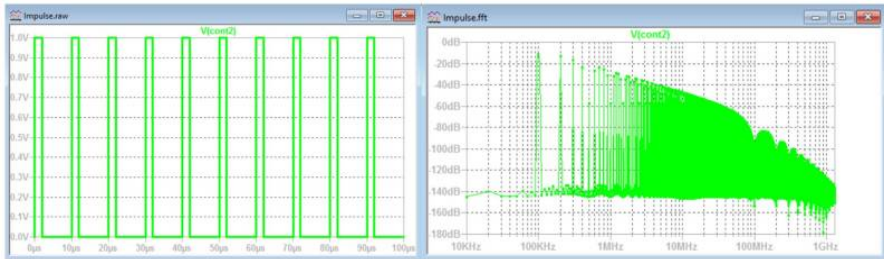 Impulse.raw
V(cont2)
1.0V
0.9V
0.8V
0.7V
0.6V
0.5V
0.4V
0.3V
0.2V
0.1V
0.0V
0µs 10µs 20µs 30µs 40µs 50µs 60µs 70µs 80µs 90µs 100µs
Impulse.fft
V(cont2)
0dB
-20dB
-40dB
-60dB
-80dB
-100dB
-120dB
-140dB
-160dB
-180dB
10KHz 100KHz 1MHz 10MHz 100MHz 1GHz